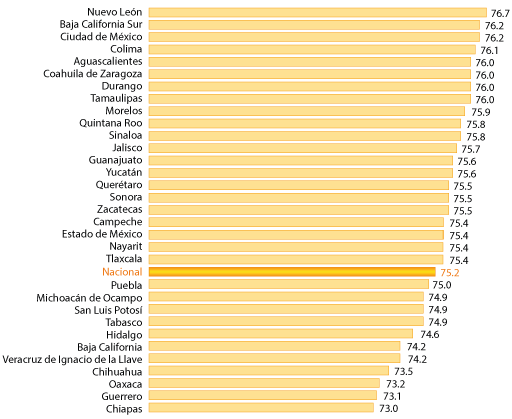 Nuevo León 76.7
Baja California Sur 76.2
Ciudad de México 76.2
Colima 76.1
Aguascalientes 76.0
Coahuila de Zaragoza 76.0
Durango 76.0
Tamaulipas 76.0
Morelos 75.9
Quintana Roo 75.8
Sinaloa 75.8
Jalisco 75.7
Guanajuato 75.6
Yucatán 75.6
Querétaro 75.5
Sonora 75.5
Zacatecas 75.5
Campeche 75.4
Estado de México 75.4
Nayarit 75.4
Tlaxcala 75.4
Nacional 75.2
Puebla 75.0
Michoacán de Ocampo 74.9
San Luis Potosí 74.9
Tabasco 74.9
Hidalgo 74.6
Baja California 74.2
Veracruz de Ignacio de la Llave 74.2
Chihuahua 73.5
Oaxaca 73.2
Guerrero 73.1
Chiapas 73.0